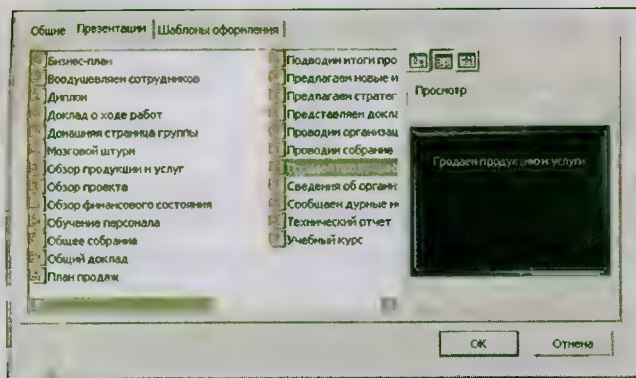 Общие Презентации Шаблоны оформления
Бизнес-план
Воодушевляем сотрудников
Диплом
Доклад о ходе работ
Домашняя страница группы
Мозговой штурм
Обзор продукции и услуг
Обзор проекта
Обзор финансового состояния
Обучение персонала
Общее собрание
Общий доклад
План продаж
Подводим итоги про
Предлагаем новые и
Предлагаем стратег
Представляем докла
Проводим организац
Проводим собрание
Сведения об органи
Сообщаем дурные н
Технический отчет
Учебный курс
Просмотр
Продаем продукцию и услуги
OK Отмена